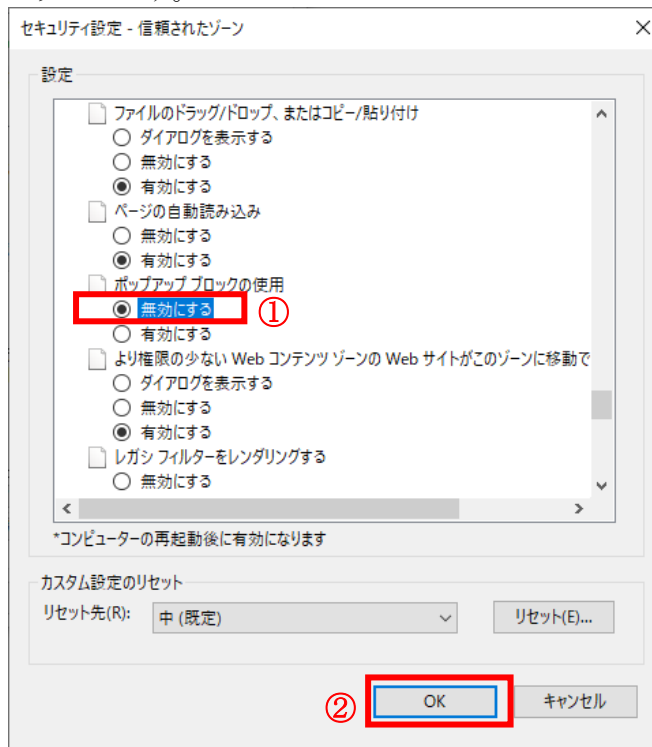 セキュリティ設定 - 信頼されたゾーン
設定
ファイルのドラッグ/ドロップ、またはコピー/貼り付け
ダイアログを表示する
無効にする
有効にする
ページの自動読み込み
無効にする
有効にする
ポップアップ ブロックの使用
無効にする ①
有効にする
より権限の少ない Web コンテンツ ゾーンの Web サイトがこのゾーンに移動で
ダイアログを表示する
無効にする
有効にする
レガシ フィルターをレンダリングする
無効にする
*コンピューターの再起動後に有効になります
カスタム設定のリセット
リセット先(R): 中 (既定) リセット(E)...
② OK キャンセル